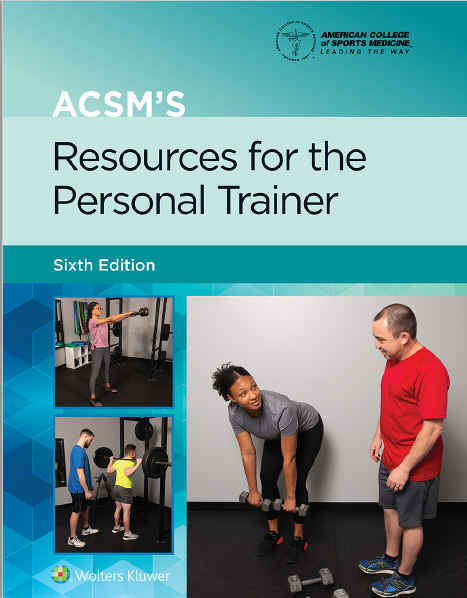 AMERICAN COLLEGE
of SPORTS MEDICINE
LEADING THE WAY
ACSM'S
Resources for the
Personal Trainer
Sixth Edition
Wolters Kluwer